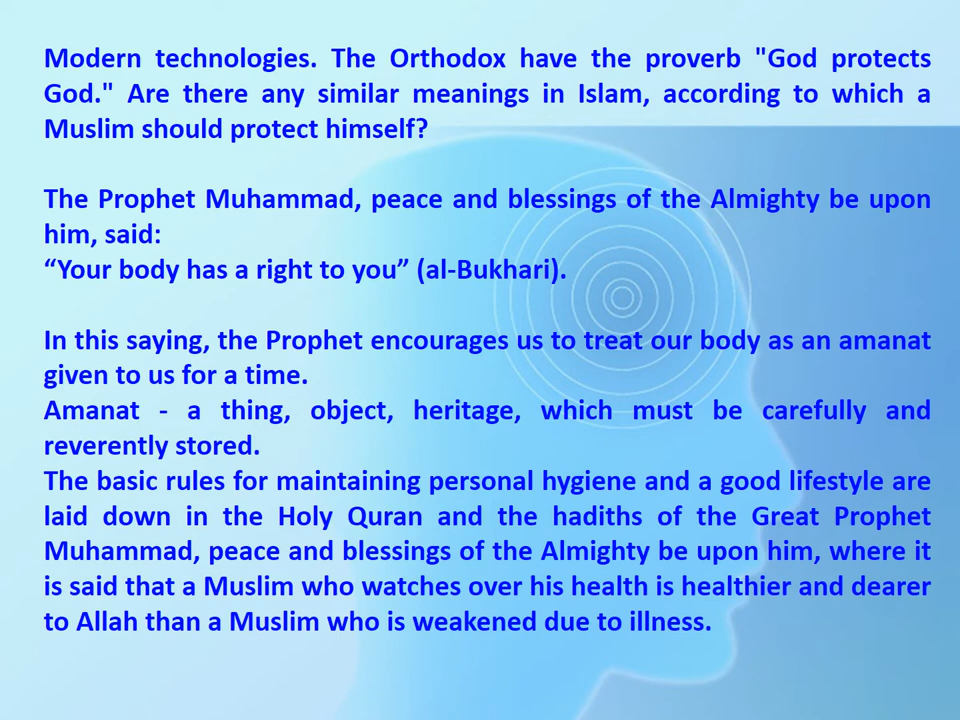 Modern technologies. The Orthodox have the proverb "God protects
God." Are there any similar meanings in Islam, according to which a
Muslim should protect himself?
The Prophet Muhammad, peace and blessings of the Almighty be upon
him, said:
“Your body has a right to you” (al-Bukhari).
In this saying, the Prophet encourages us to treat our body as an amanat
given to us for a time.
Amanat - a thing, object, heritage, which must be carefully and
reverently stored.
The basic rules for maintaining personal hygiene and a good lifestyle are
laid down in the Holy Quran and the hadiths of the Great Prophet
Muhammad, peace and blessings of the Almighty be upon him, where it
is said that a Muslim who watches over his health is healthier and dearer
to Allah than a Muslim who is weakened due to illness.